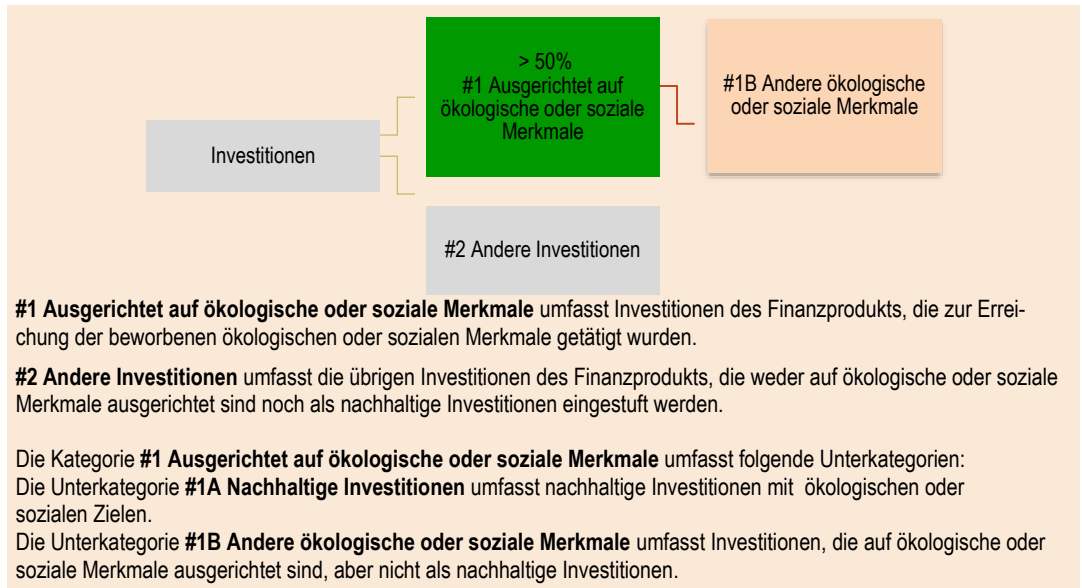 > 50%
#1 Ausgerichtet auf
ökologische oder soziale
Merkmale
#1B Andere ökologische
oder soziale Merkmale
Investitionen
#2 Andere Investitionen
#1 Ausgerichtet auf ökologische oder soziale Merkmale umfasst Investitionen des Finanzprodukts, die zur Errei-
chung der beworbenen ökologischen oder sozialen Merkmale getätigt wurden.
#2 Andere Investitionen umfasst die übrigen Investitionen des Finanzprodukts, die weder auf ökologische oder soziale
Merkmale ausgerichtet sind noch als nachhaltige Investitionen eingestuft werden.
Die Kategorie #1 Ausgerichtet auf ökologische oder soziale Merkmale umfasst folgende Unterkategorien:
Die Unterkategorie #1A Nachhaltige Investitionen umfasst nachhaltige Investitionen mit ökologischen oder
sozialen Zielen.
Die Unterkategorie #1B Andere ökologische oder soziale Merkmale umfasst Investitionen, die auf ökologische oder
soziale Merkmale ausgerichtet sind, aber nicht als nachhaltige Investitionen.